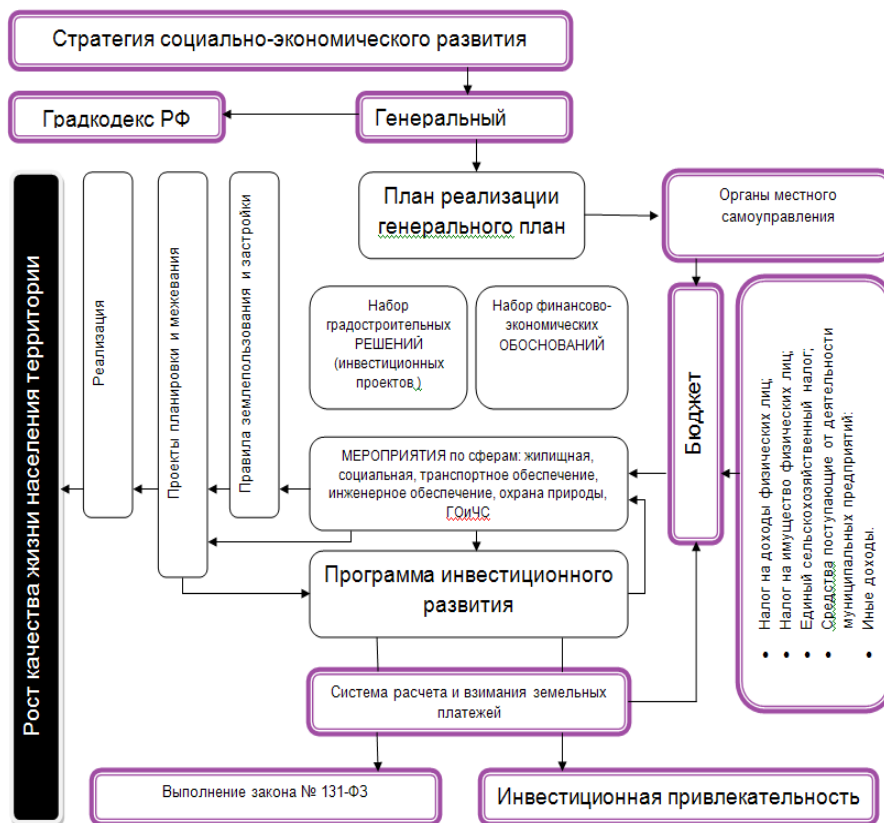 Стратегия социально-экономического развития
Градкодекс РФ
Генеральный
План реализации
генерального план
Органы местного
самоуправления
Рост качества жизни населения территории
Реализация
Проекты планировки и межевания
Правила землепользования и застройки
Набор
градостроительных
РЕШЕНИЙ
(инвестиционных
проектов,)
Набор финансово-
экономических
ОБОСНОВАНИЙ
Бюджет
• Налог на доходы физических лиц;
• Налог на имущество физических лиц;
• Единый сельскохозяйственный налог;
• Средства поступающие от деятельности
муниципальных предприятий:
• Иные доходы.
МЕРОПРИЯТИЯ по сферам: жилищная,
социальная, транспортное обеспечение,
инженерное обеспечение, охрана природы,
ГОиЧС
Программа инвестиционного
развития
Система расчета и взимания земельных
платежей
Выполнение закона № 131-ФЗ
Инвестиционная привлекательность